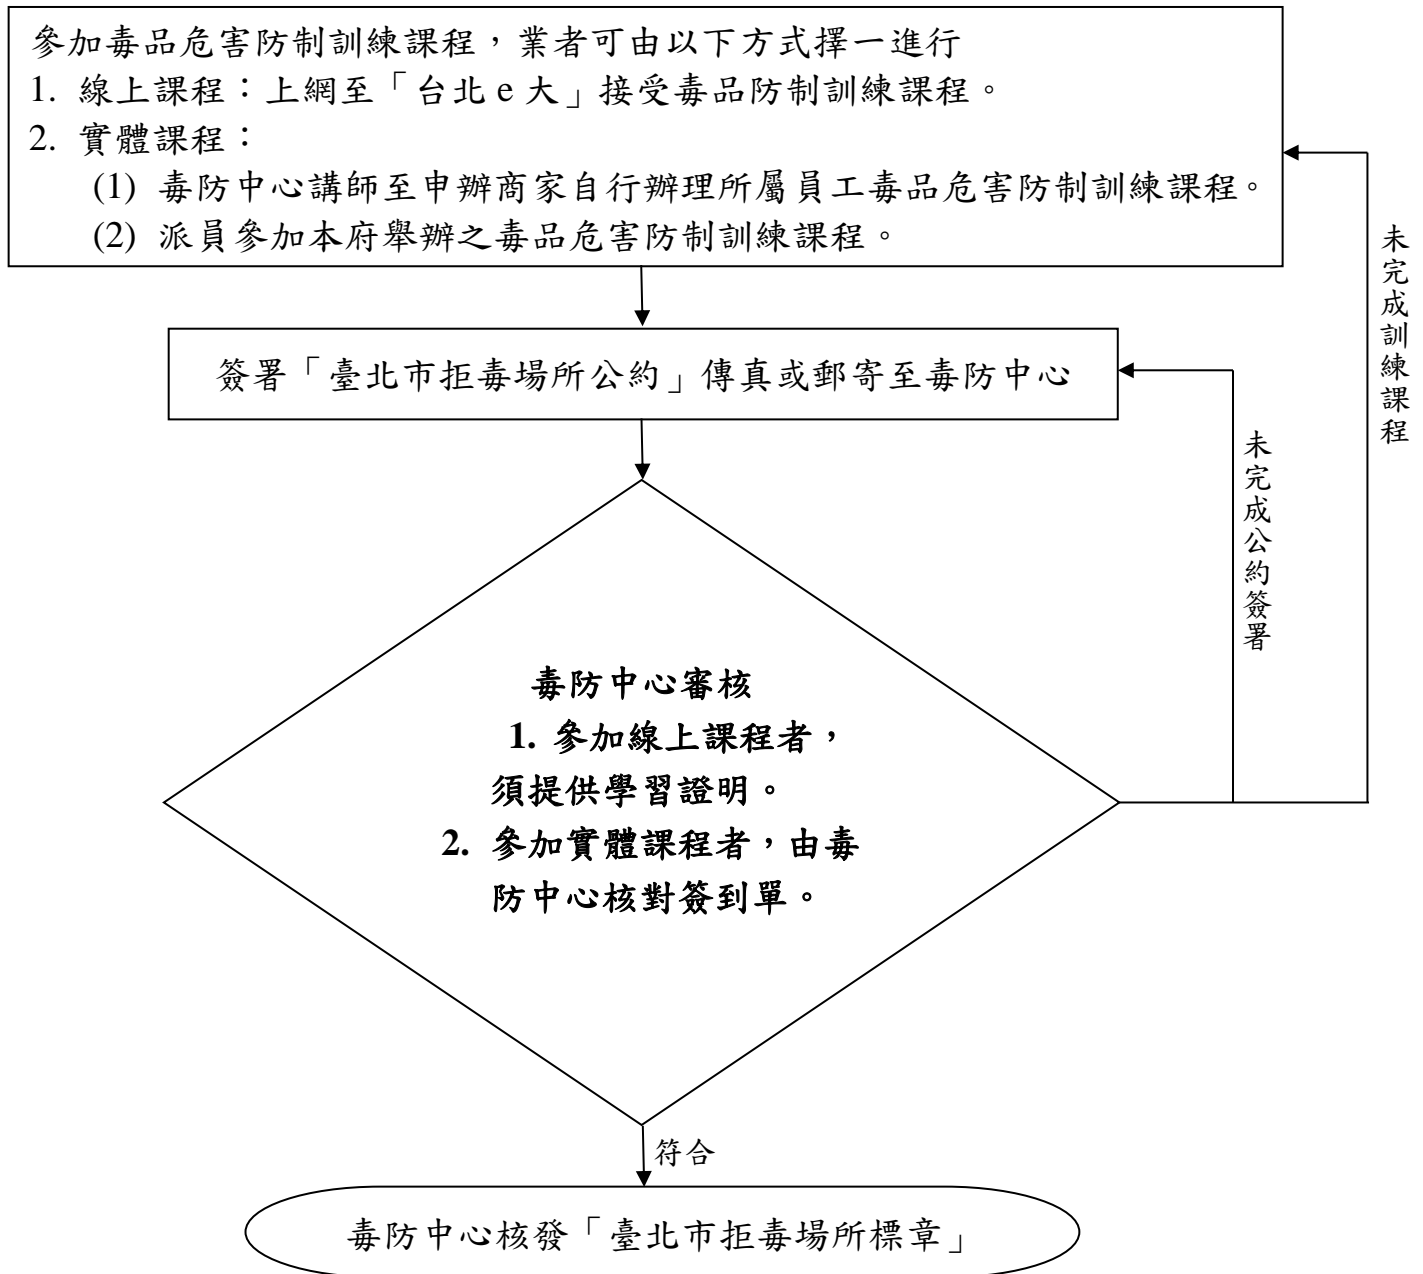 參加毒品危害防制訓練課程，業者可由以下方式擇一進行
1. 線上課程：上網至「台北 e 大」接受毒品防制訓練課程。
2. 實體課程：
(1) 毒防中心講師至申辦商家自行辦理所屬員工毒品危害防制訓練課程。
(2) 派員參加本府舉辦之毒品危害防制訓練課程。
未完成訓練課程
簽署「臺北市拒毒場所公約」傳真或郵寄至毒防中心
未完成公約簽署
毒防中心審核
1. 參加線上課程者，
須提供學習證明。
2. 參加實體課程者，由毒
防中心核對簽到單。
符合
毒防中心核發「臺北市拒毒場所標章」